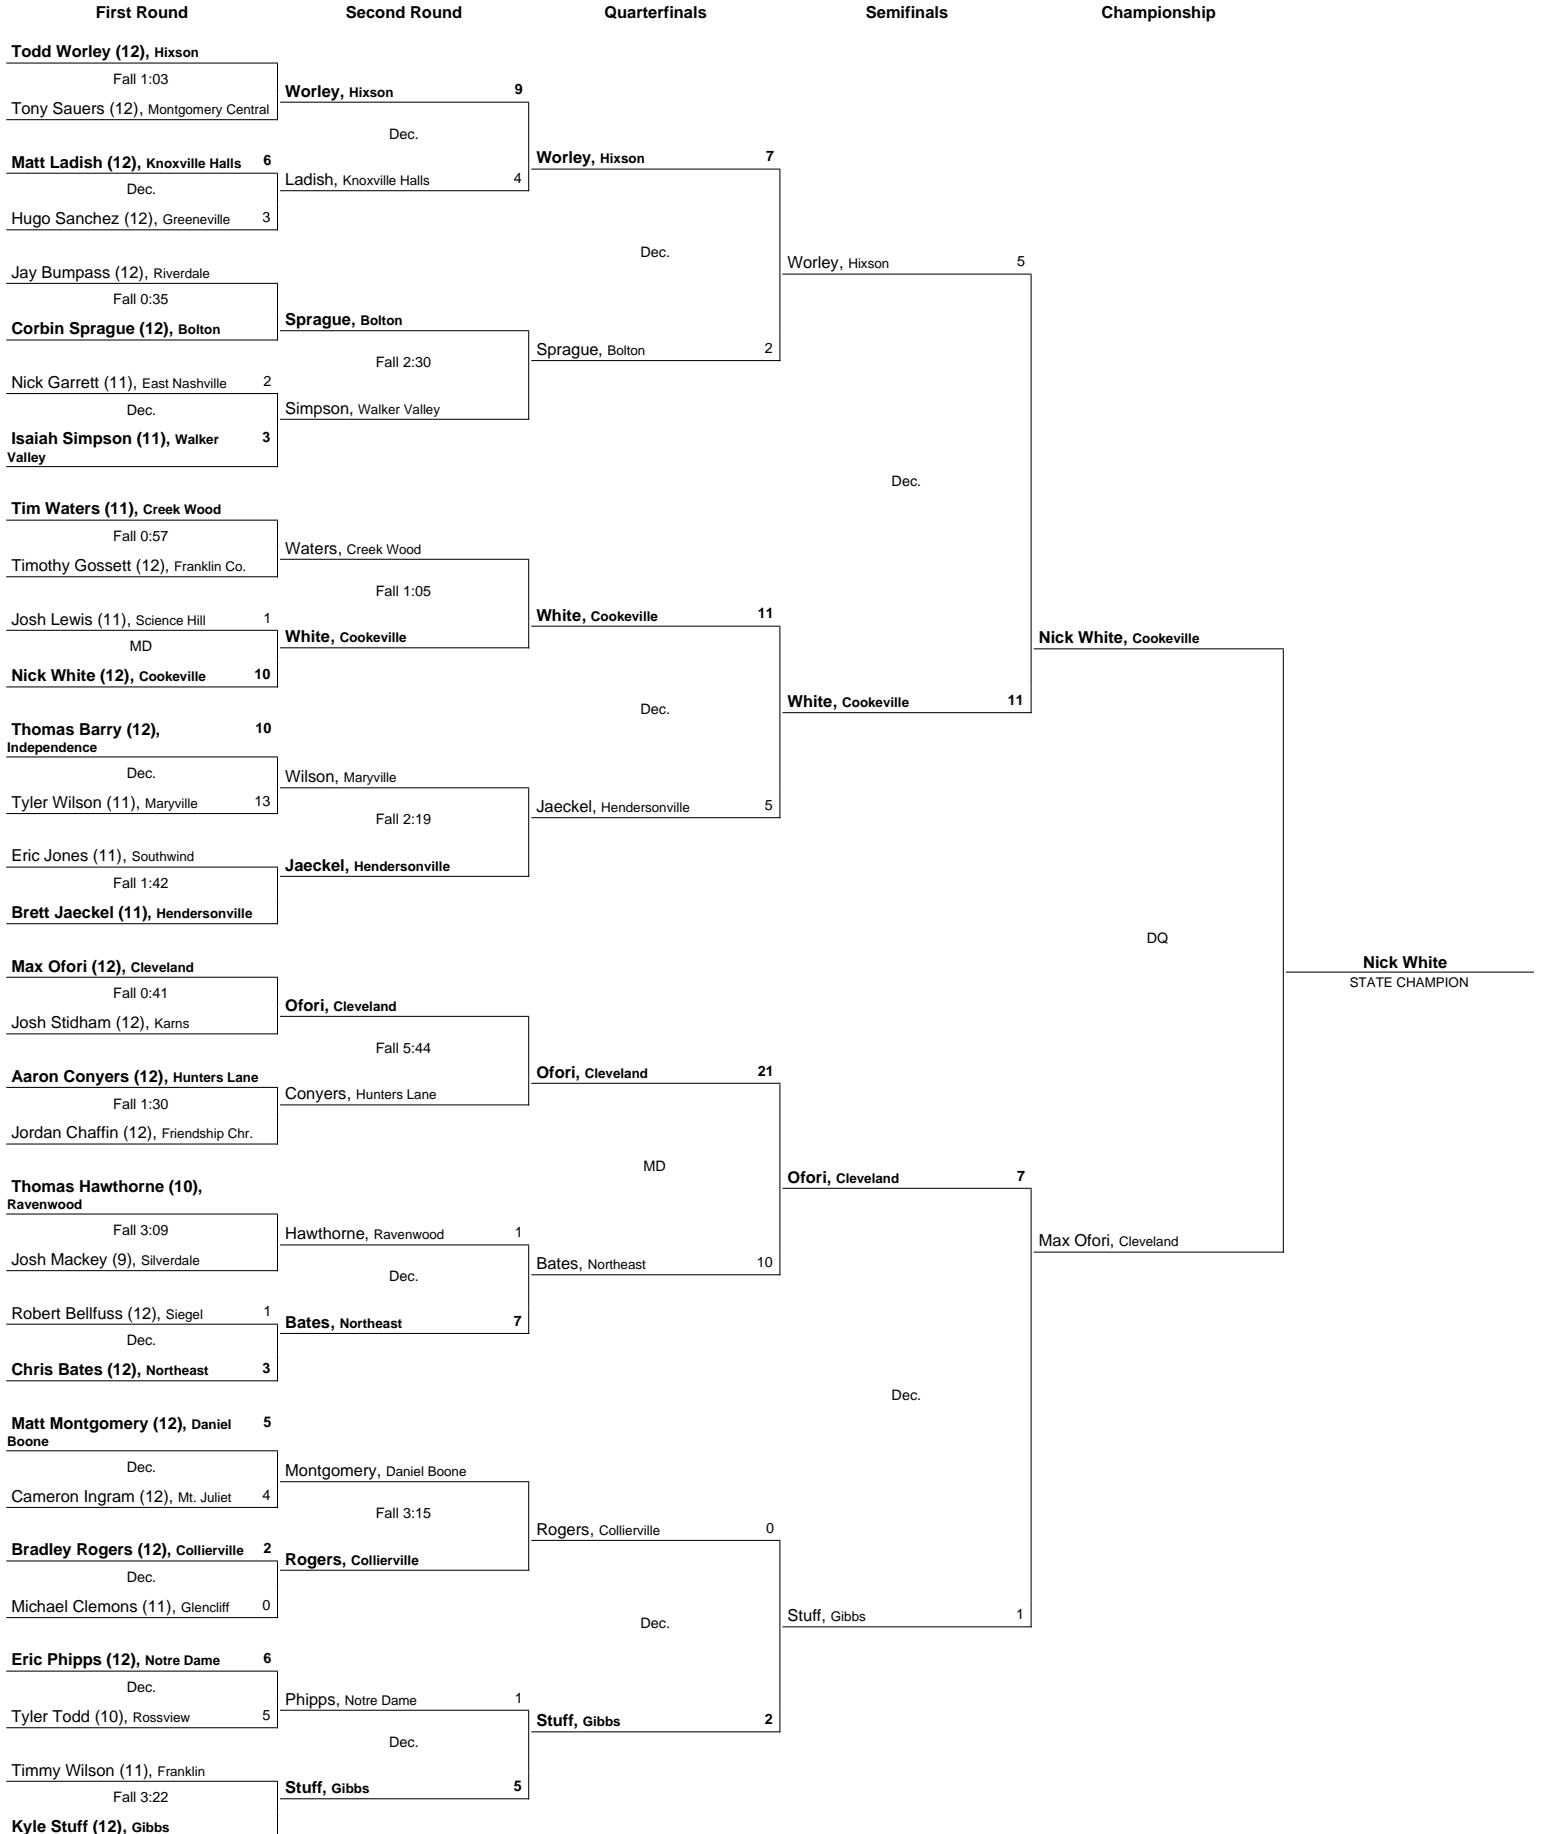 First Round
Second Round
Quarterfinals
Semifinals
Championship
Todd Worley (12), Hixson
Fall 1:03
Tony Sauers (12), Montgomery Central
Matt Ladish (12), Knoxville Halls 6
Dec.
Hugo Sanchez (12), Greeneville 3
Jay Bumpass (12), Riverdale
Fall 0:35
Corbin Sprague (12), Bolton
Nick Garrett (11), East Nashville 2
Dec.
Isaiah Simpson (11), Walker 3
Valley
Tim Waters (11), Creek Wood
Fall 0:57
Timothy Gossett (12), Franklin Co.
Josh Lewis (11), Science Hill 1
MD
Nick White (12), Cookeville 10
Thomas Barry (12), 10
Independence
Dec.
Tyler Wilson (11), Maryville 13
Eric Jones (11), Southwind
Fall 1:42
Brett Jaeckel (11), Hendersonville
Max Ofori (12), Cleveland
Fall 0:41
Josh Stidham (12), Karns
Aaron Conyers (12), Hunters Lane
Fall 1:30
Jordan Chaffin (12), Friendship Chr.
Thomas Hawthorne (10),
Ravenwood
Fall 3:09
Josh Mackey (9), Silverdale
Robert Bellfuss (12), Siegel 1
Dec.
Chris Bates (12), Northeast 3
Matt Montgomery (12), Daniel 5
Boone
Dec.
Cameron Ingram (12), Mt. Juliet 4
Bradley Rogers (12), Collierville 2
Dec.
Michael Clemons (11), Glencliff 0
Eric Phipps (12), Notre Dame 6
Dec.
Tyler Todd (10), Rossview 5
Timmy Wilson (11), Franklin
Fall 3:22
Kyle Stuff (12), Gibbs
Worley, Hixson 9
Dec.
Ladish, Knoxville Halls 4
Sprague, Bolton
Fall 2:30
Simpson, Walker Valley
Waters, Creek Wood
Fall 1:05
White, Cookeville
Wilson, Maryville
Fall 2:19
Jaeckel, Hendersonville
Ofori, Cleveland
Fall 5:44
Conyers, Hunters Lane
Hawthorne, Ravenwood 1
Dec.
Bates, Northeast 7
Montgomery, Daniel Boone
Fall 3:15
Rogers, Collierville
Phipps, Notre Dame 1
Dec.
Stuff, Gibbs 5
Worley, Hixson 7
Dec.
Sprague, Bolton 2
White, Cookeville 11
Dec.
Jaeckel, Hendersonville 5
Ofori, Cleveland 21
MD
Bates, Northeast 10
Rogers, Collierville 0
Dec.
Stuff, Gibbs 2
Worley, Hixson 5
Dec.
White, Cookeville 11
Ofori, Cleveland 7
Dec.
Stuff, Gibbs 1
Nick White, Cookeville
DQ
Max Ofori, Cleveland
Nick White
STATE CHAMPION